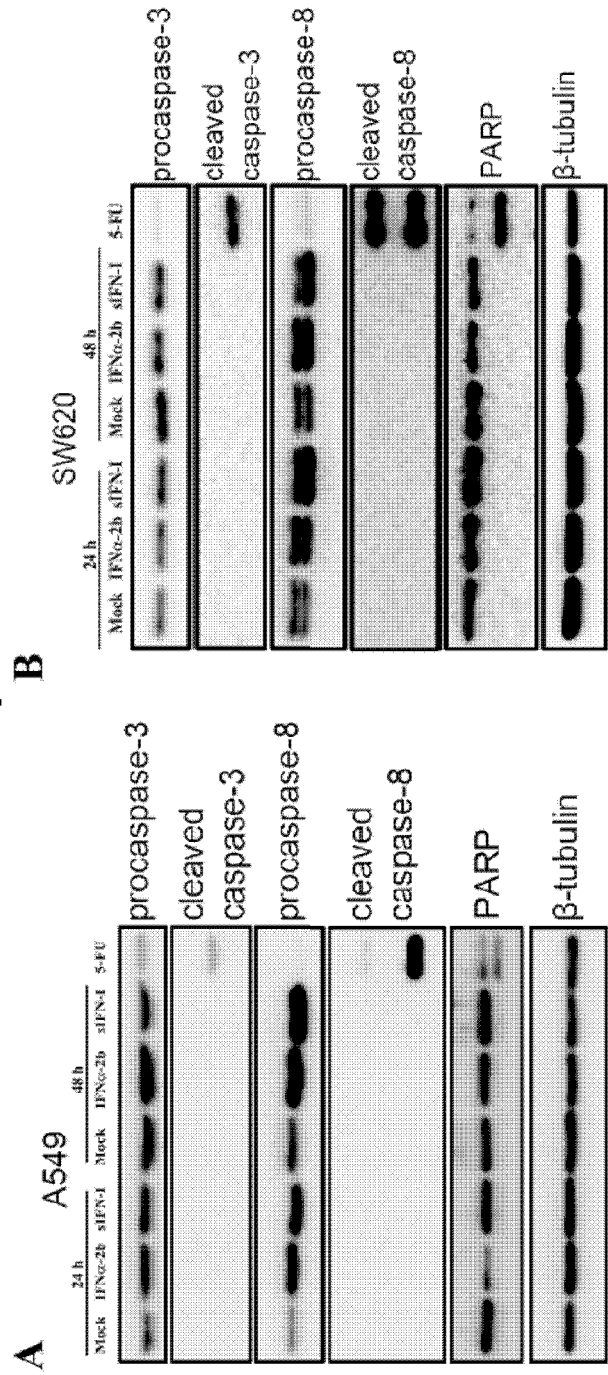 A
A549
24 h 48 h
Mock IFNα-2b sIFN-I Mock IFNα-2b sIFN-I 5-FU
procaspase-3
cleaved
caspase-3
procaspase-8
cleaved
caspase-8
PARP
β-tubulin
B
SW620
24 h 48 h
Mock IFNα-2b sIFN-I Mock IFNα-2b sIFN-I 5-FU
procaspase-3
cleaved
caspase-3
procaspase-8
cleaved
caspase-8
PARP
β-tubulin